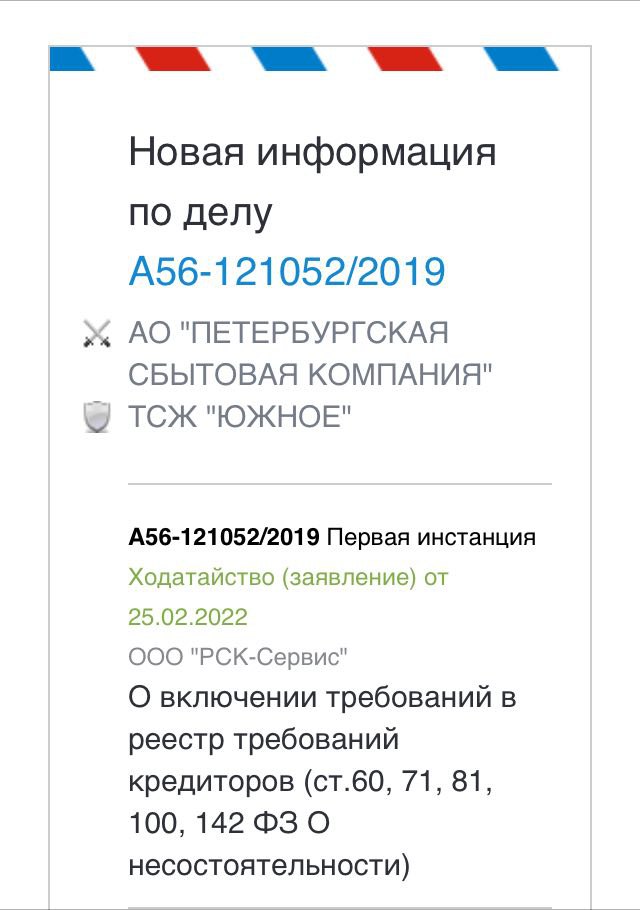 Новая информация
по делу
А56-121052/2019
АО "ПЕТЕРБУРГСКАЯ
СБЫТОВАЯ КОМПАНИЯ"
ТСЖ "ЮЖНОЕ"
А56-121052/2019 Первая инстанция
Ходатайство (заявление) от
25.02.2022
ООО "РСК-Сервис"
О включении требований в
реестр требований
кредиторов (ст.60, 71, 81,
100, 142 ФЗ О
несостоятельности)